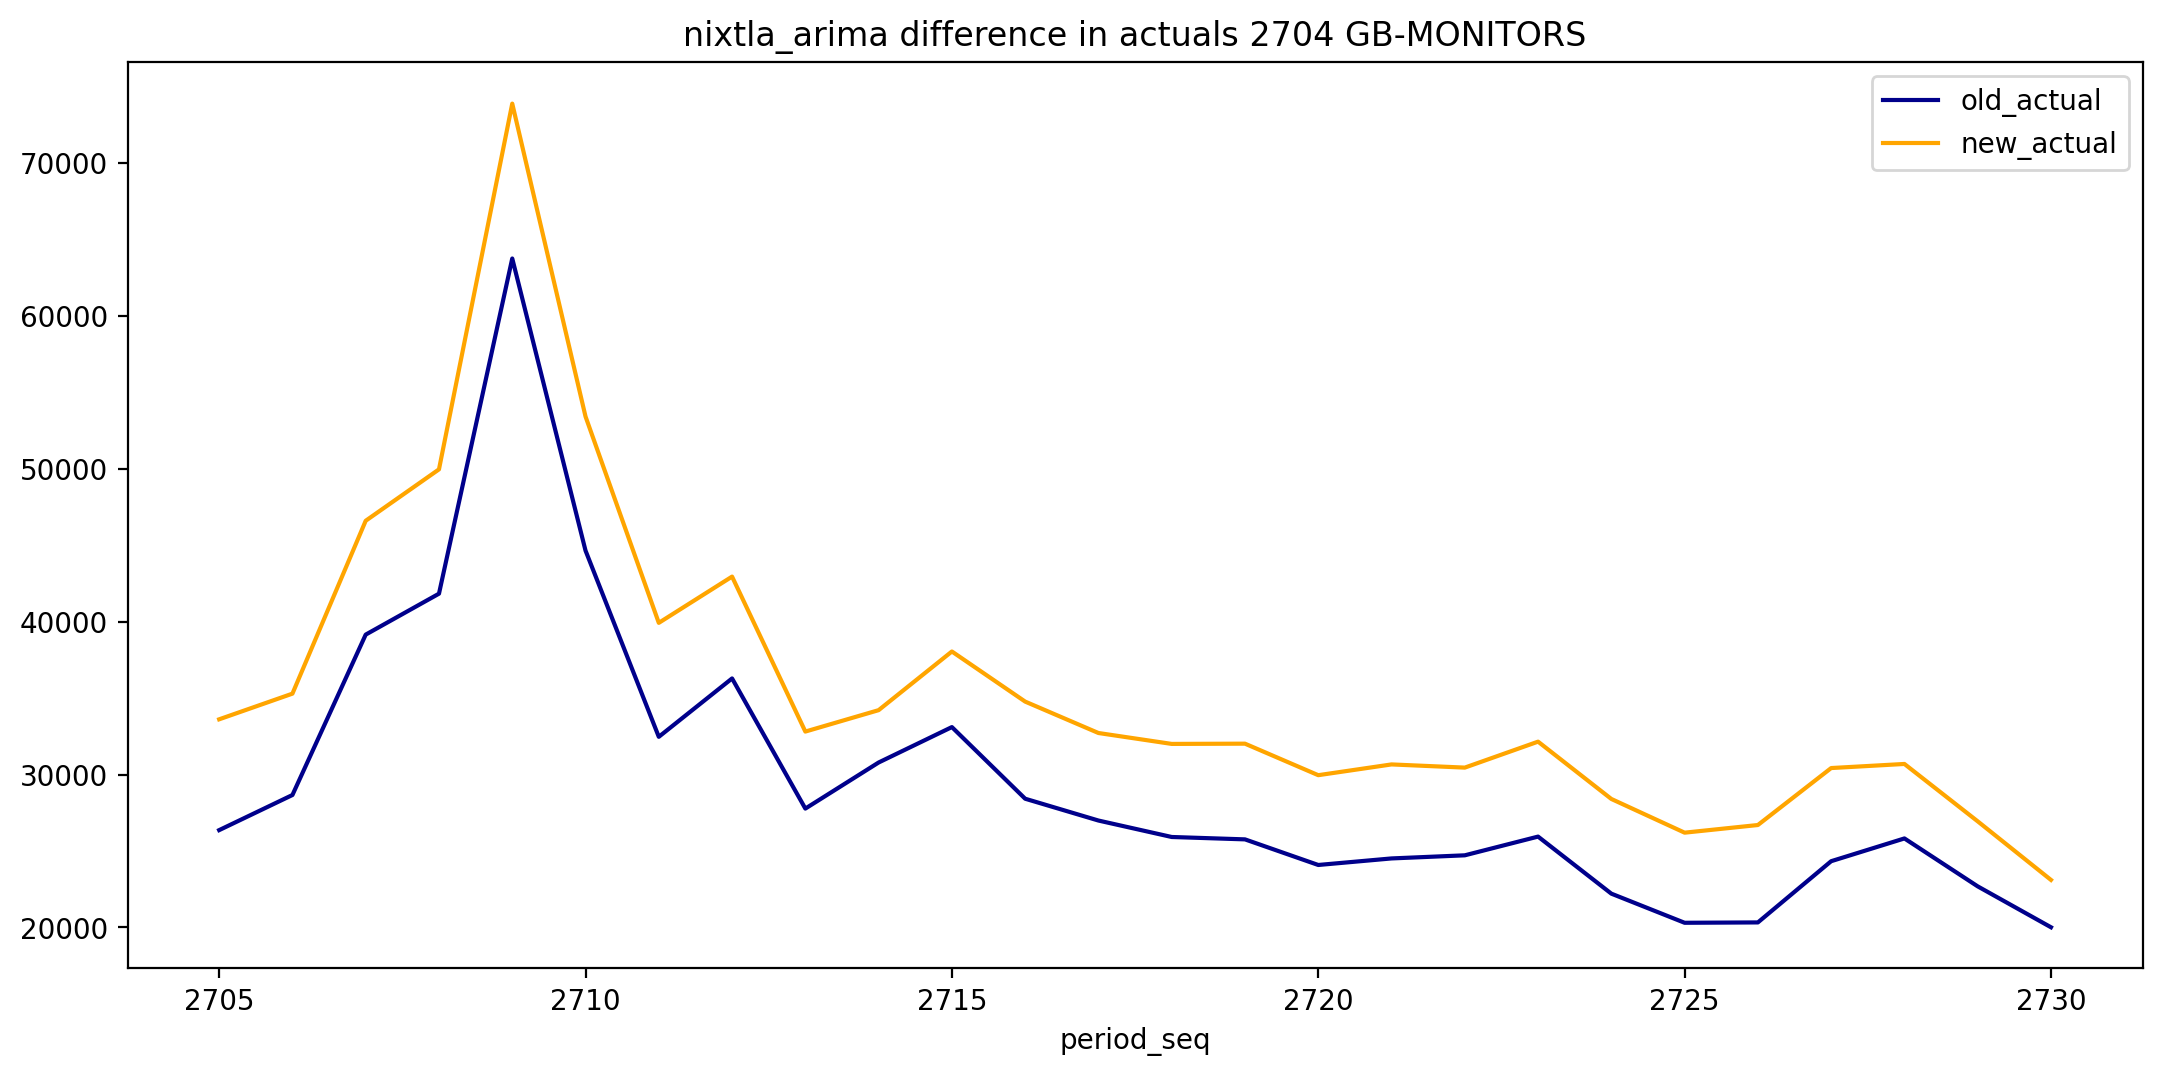 nixtla_arima difference in actuals 2704 GB-MONITORS
old_actual
new_actual
70000
60000
50000
40000
30000
20000
2705 2710 2715 2720 2725 2730
period_seq